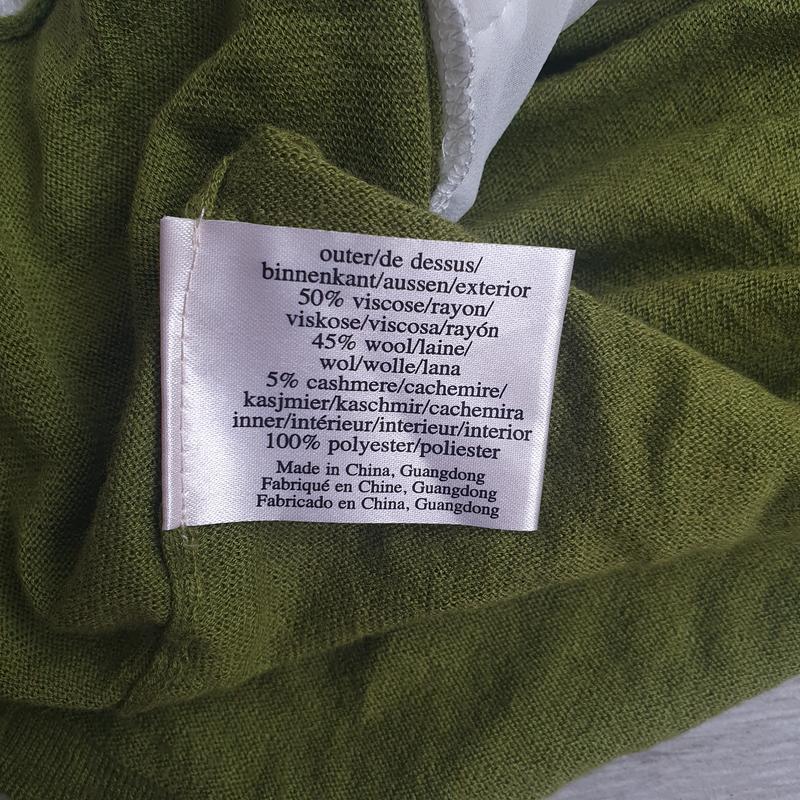 outer/de dessus/
binnenkant/aussen/exterior
50% viscose/rayon/
viskose/viscosa/rayón
45% wool/laine/
wol/wolle/lana
5% cashmere/cachemire/
kasjmier/kaschmir/cachemira
inner/intérieur/interieur/interior
100% polyester/poliester
Made in China, Guangdong
Fabriqué en Chine, Guangdong
Fabricado en China, Guangdong